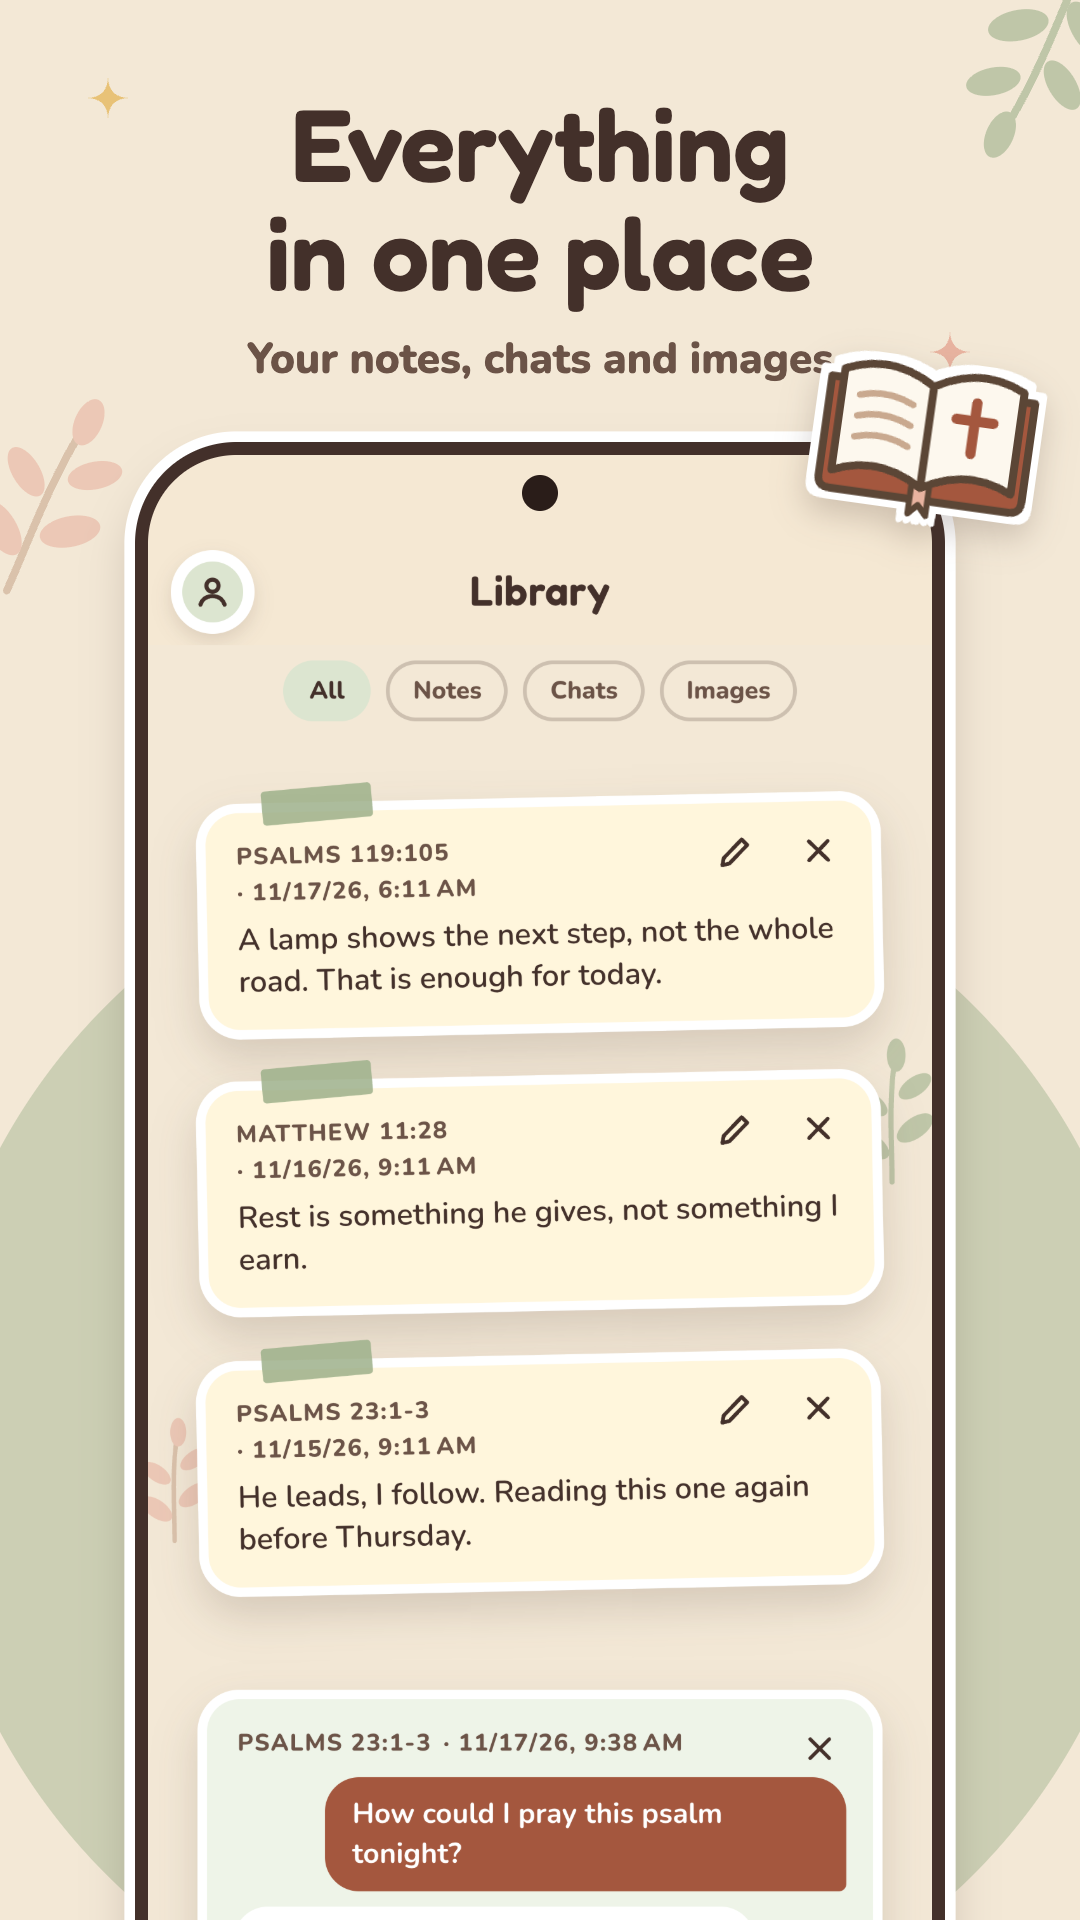 Everything
in one place
Your notes, chats and images
Library
All
Notes
Chats
Images
PSALMS 119:105
· 11/17/26, 6:11 AM
A lamp shows the next step, not the whole
road. That is enough for today.
MATTHEW 11:28
· 11/16/26, 9:11 AM
Rest is something he gives, not something I
earn.
PSALMS 23:1-3
· 11/15/26, 9:11 AM
He leads, I follow. Reading this one again
before Thursday.
PSALMS 23:1-3 · 11/17/26, 9:38 AM
How could I pray this psalm
tonight?